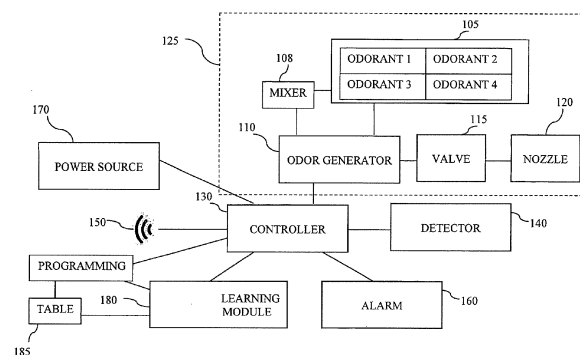 105
125
108
ODORANT 1 ODORANT 2
MIXER
ODORANT 3 ODORANT 4
170
110
115
120
POWER SOURCE
ODOR GENERATOR
VALVE
NOZZLE
130
150
CONTROLLER
DETECTOR
140
PROGRAMMING
180
LEARNING
MODULE
ALARM
160
TABLE
185